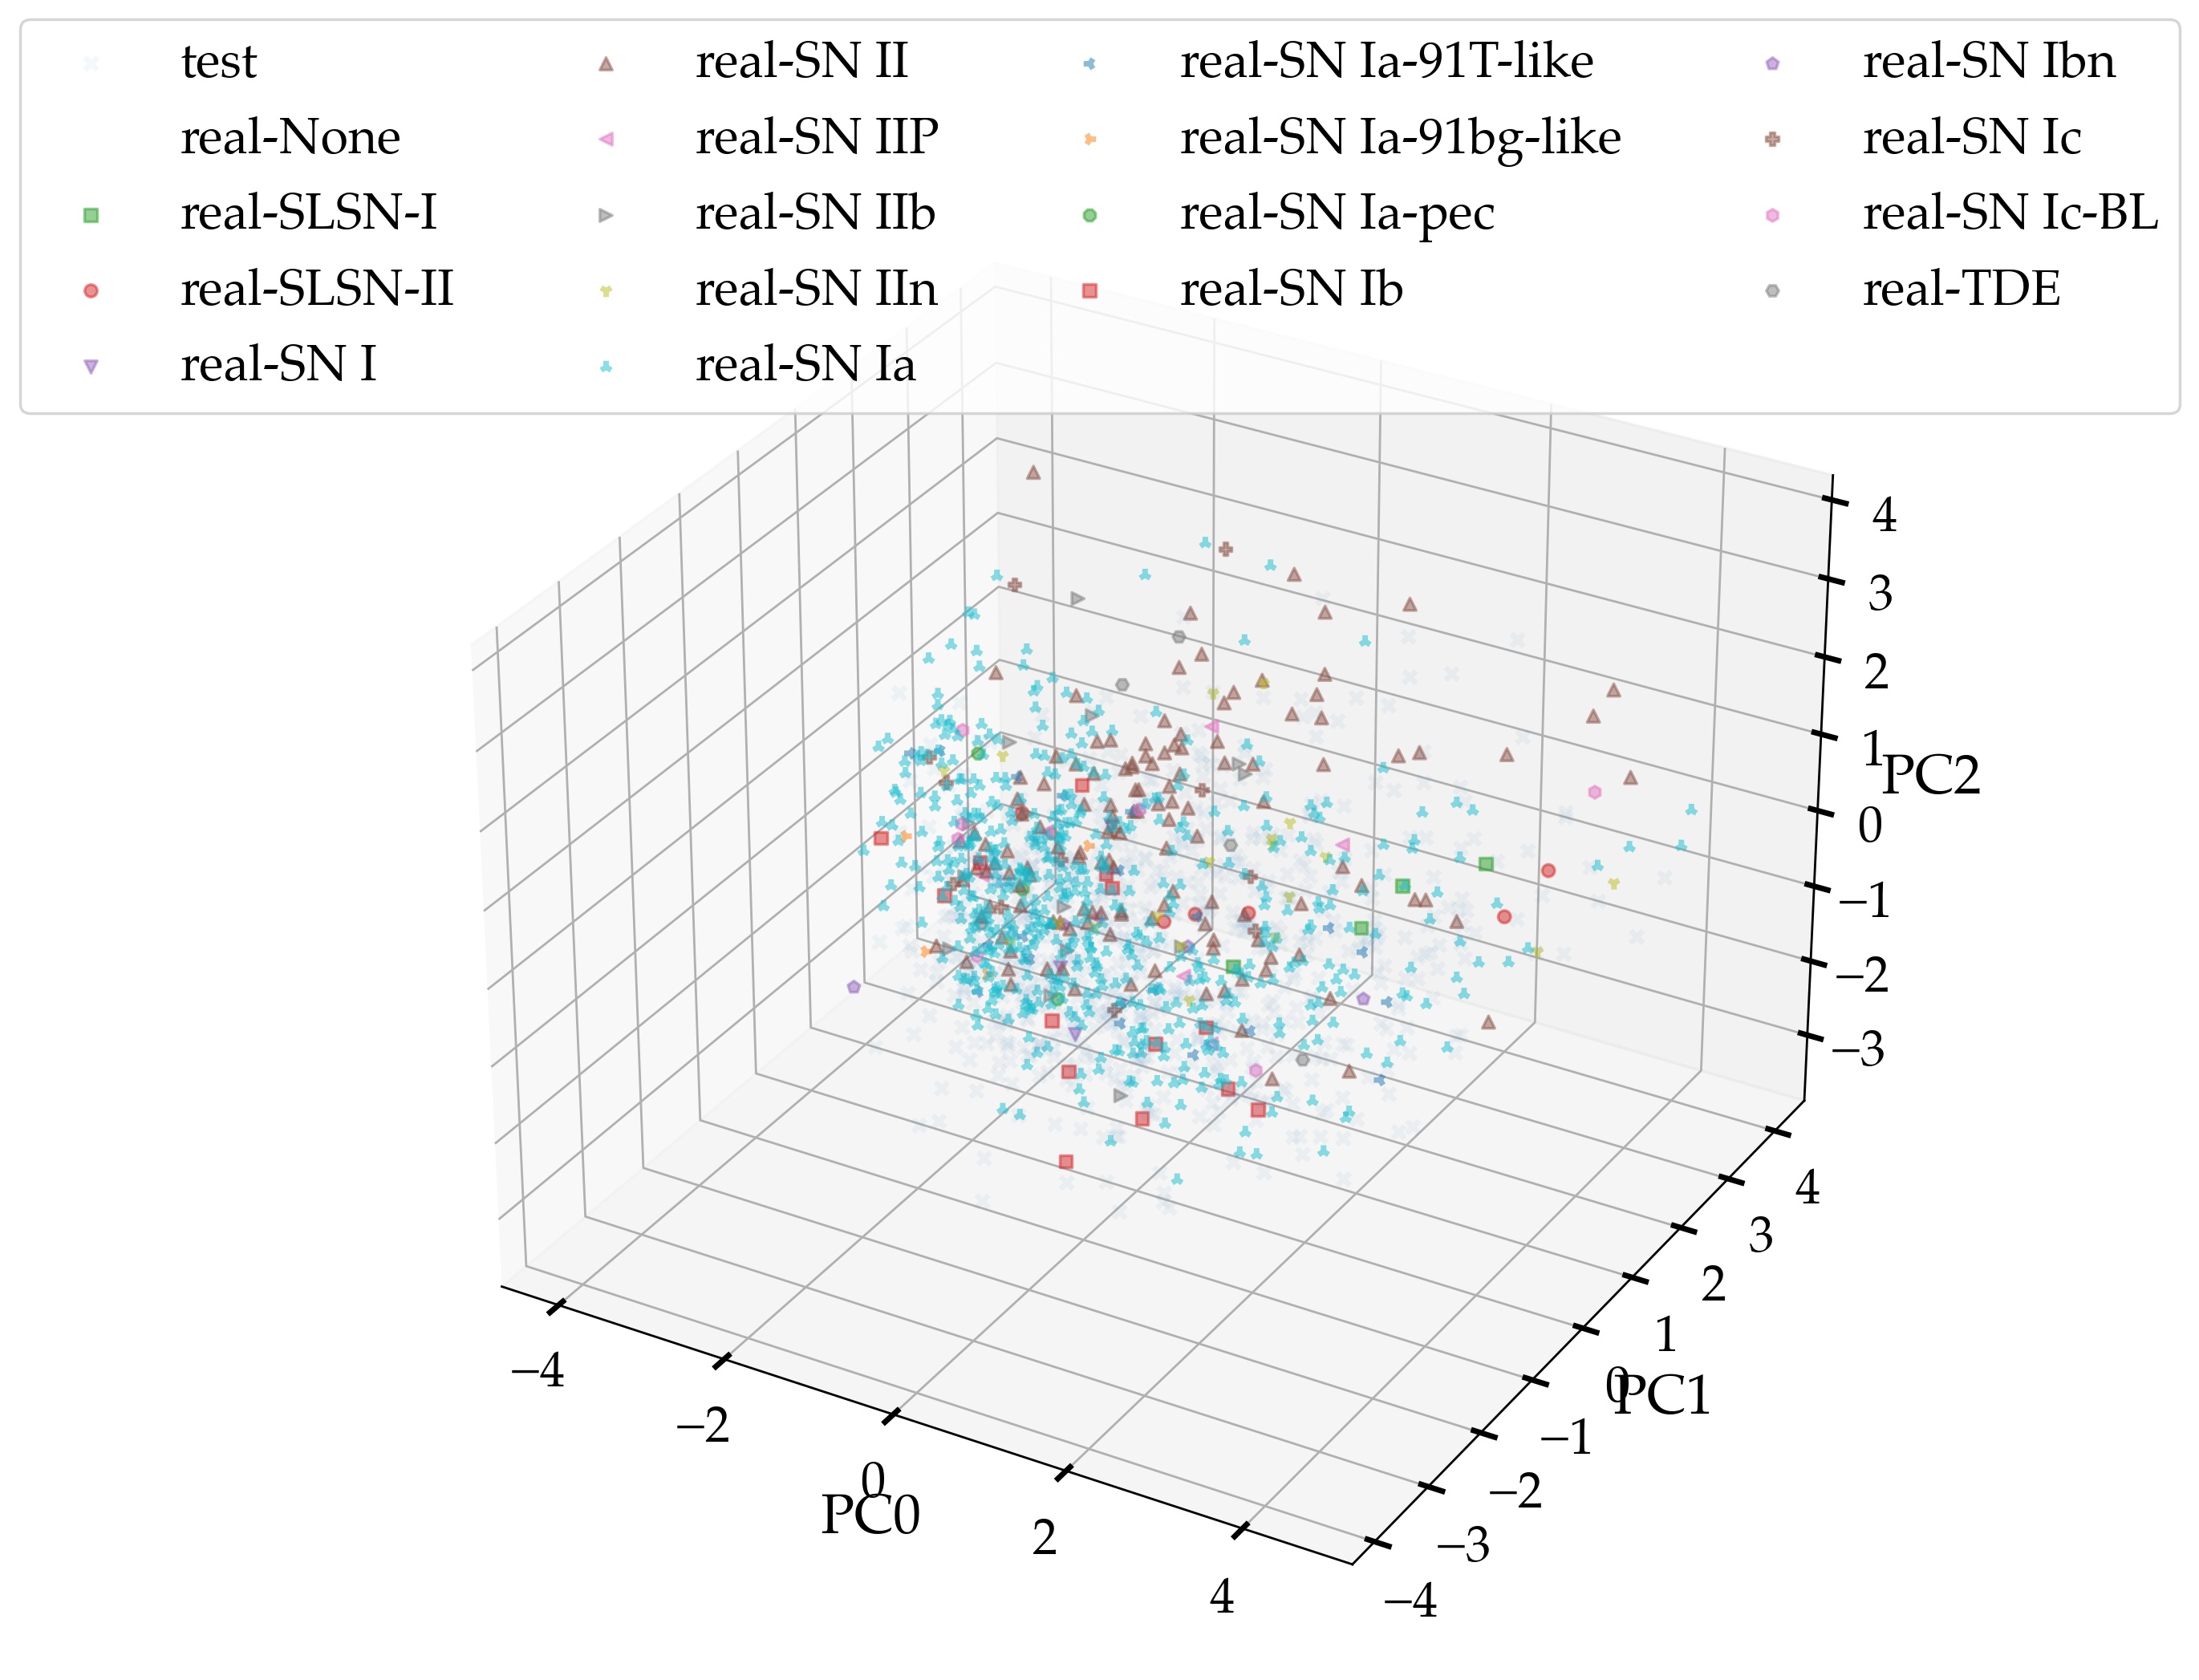 test
real-None
real-SLSN-I
real-SLSN-II
real-SN I
real-SN II
real-SN IIP
real-SN IIb
real-SN IIn
real-SN Ia
real-SN Ia-91T-like
real-SN Ia-91bg-like
real-SN Ia-pec
real-SN Ib
real-SN Ibn
real-SN Ic
real-SN Ic-BL
real-TDE
4
3
2
1
PC2
0
−1
−2
−3
4
3
2
1
0
PC1
−1
−2
−3
−4
−4
−2
0
PC0
2
4